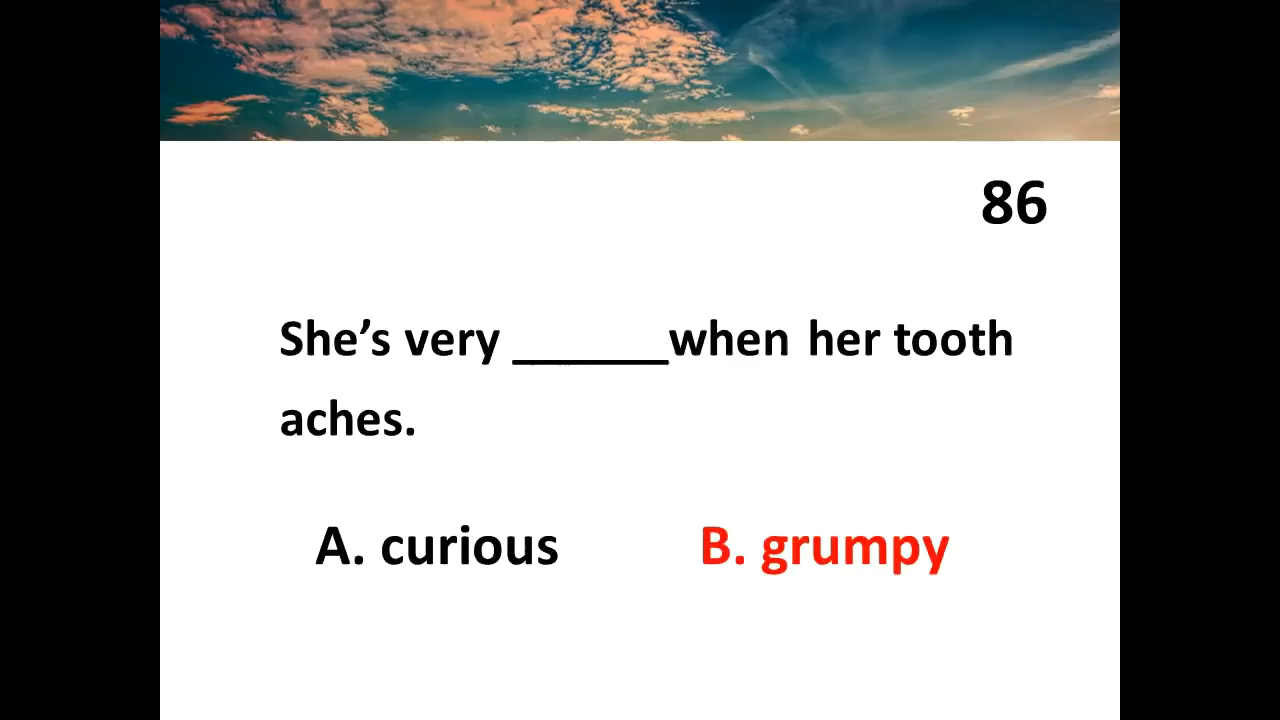 86
She’s very ______when her tooth
aches.
A. curious B. grumpy